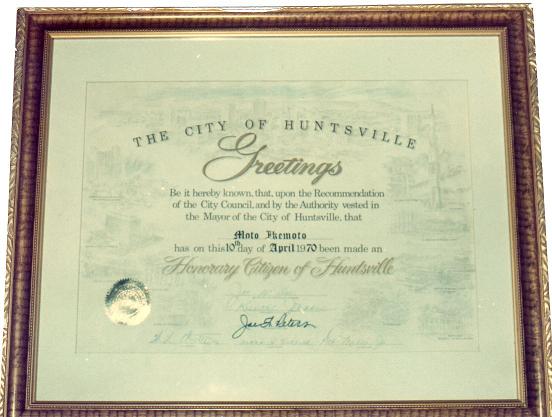 THE CITY OF HUNTSVILLE
Greetings
Be it hereby known, that, upon the Recommendation
of the City Council, and by the Authority vested in
the Mayor of the City of Huntsville, that
Moto Ikemoto
has on this 10th day of April 1970 been made an
Honorary Citizen of Huntsville